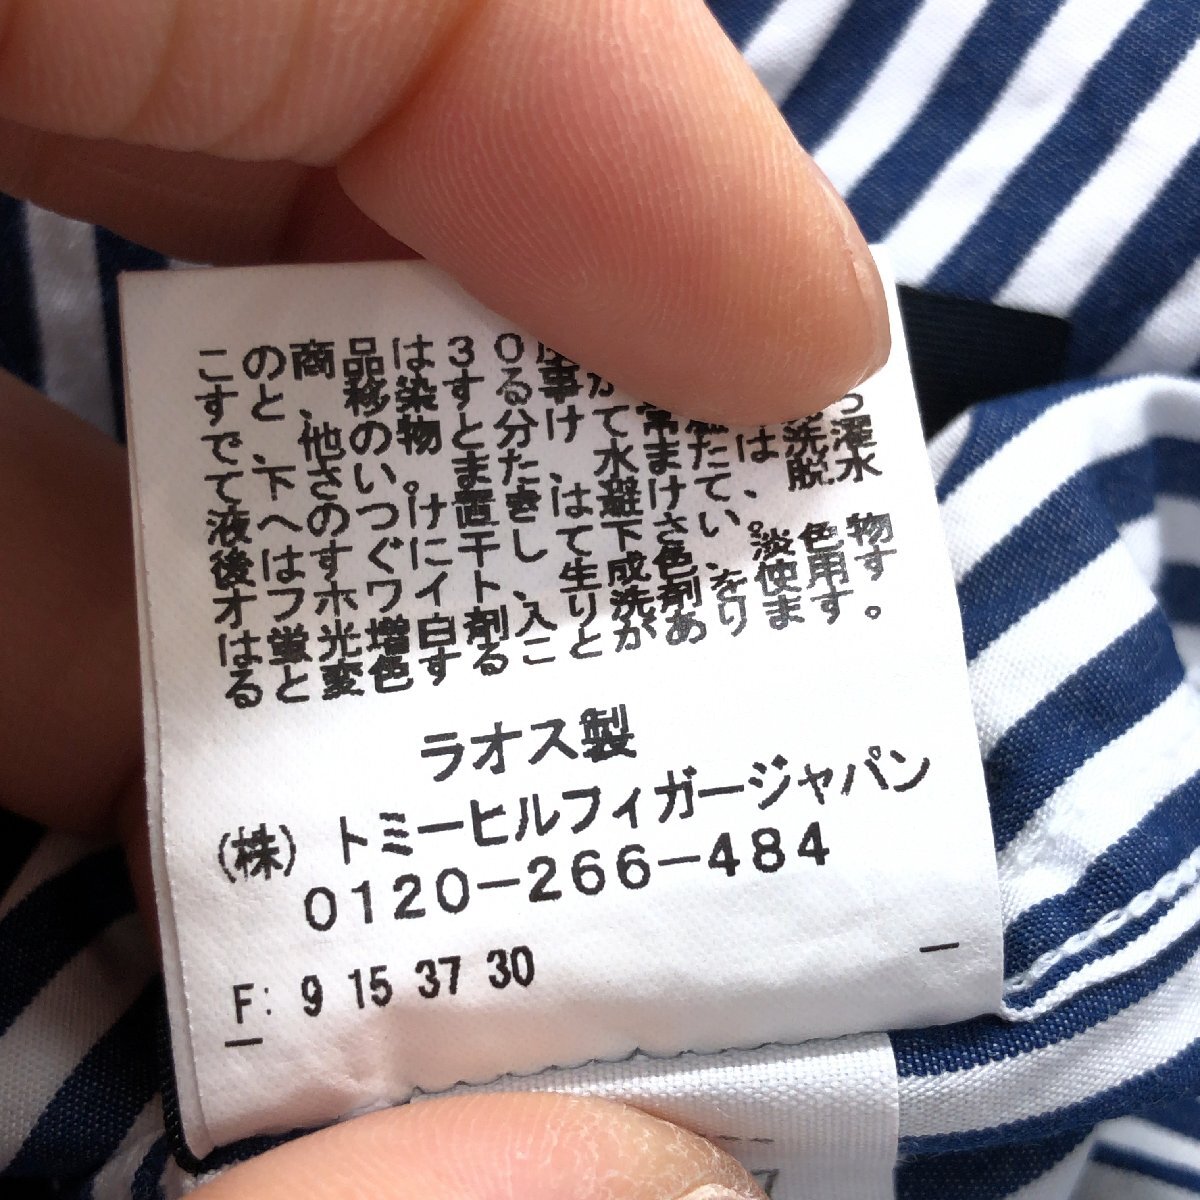 この商品は30
すと、移染する事が
で、他の物と分けて常
て下さい。また、水または、洗濯
液へのつけ置きは避けて、脱水
後はすぐに干して下さい。
オフホワイト、生成色、淡色物
は蛍光増白剤入り洗剤を使用す
ると変色することがあります。
ラオス製
(株) トミーヒルフィガージャパン
0120-266-484
F: 9 15 37 30